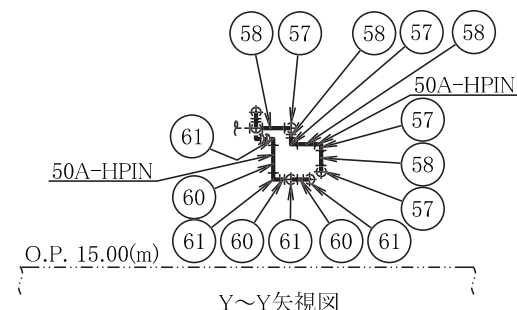 58 57 58 57 58
50A-HPIN
61 57
50A-HPIN 58
60 57
61 60 61 60 61
O.P. 15.00(m)
Y～Y矢視図